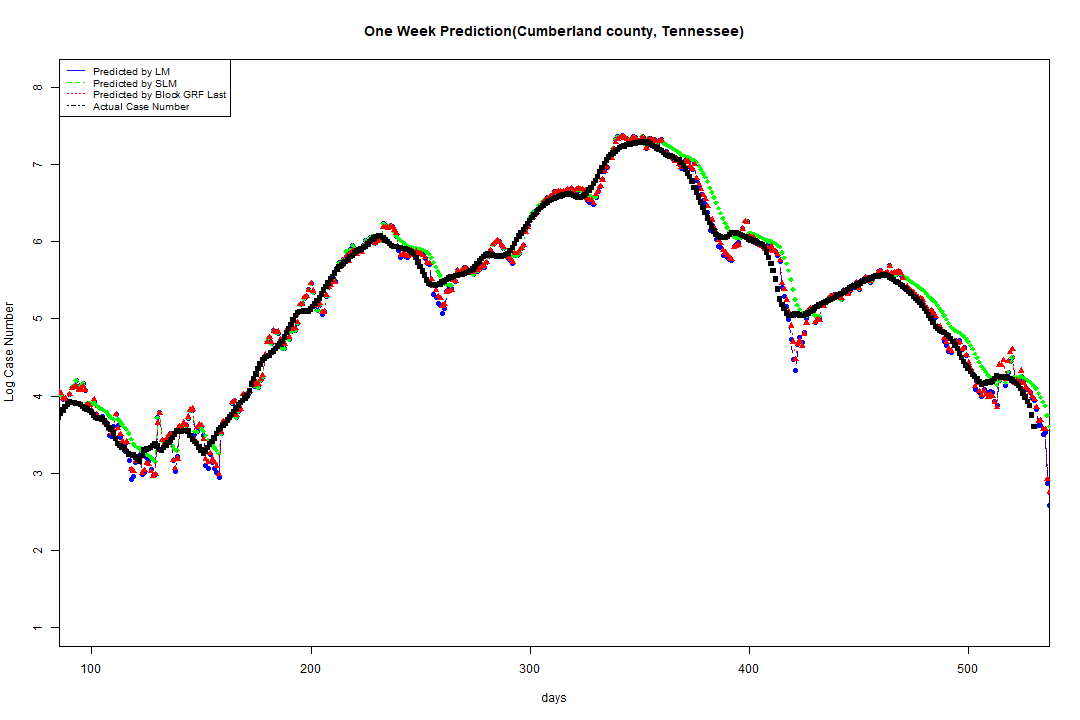 One Week Prediction(Cumberland county, Tennessee)
Predicted by LM
Predicted by SLM
Predicted by Block GRF Last
Actual Case Number
8
7
6
5
4
3
2
1
Log Case Number
100 200 300 400 500
days